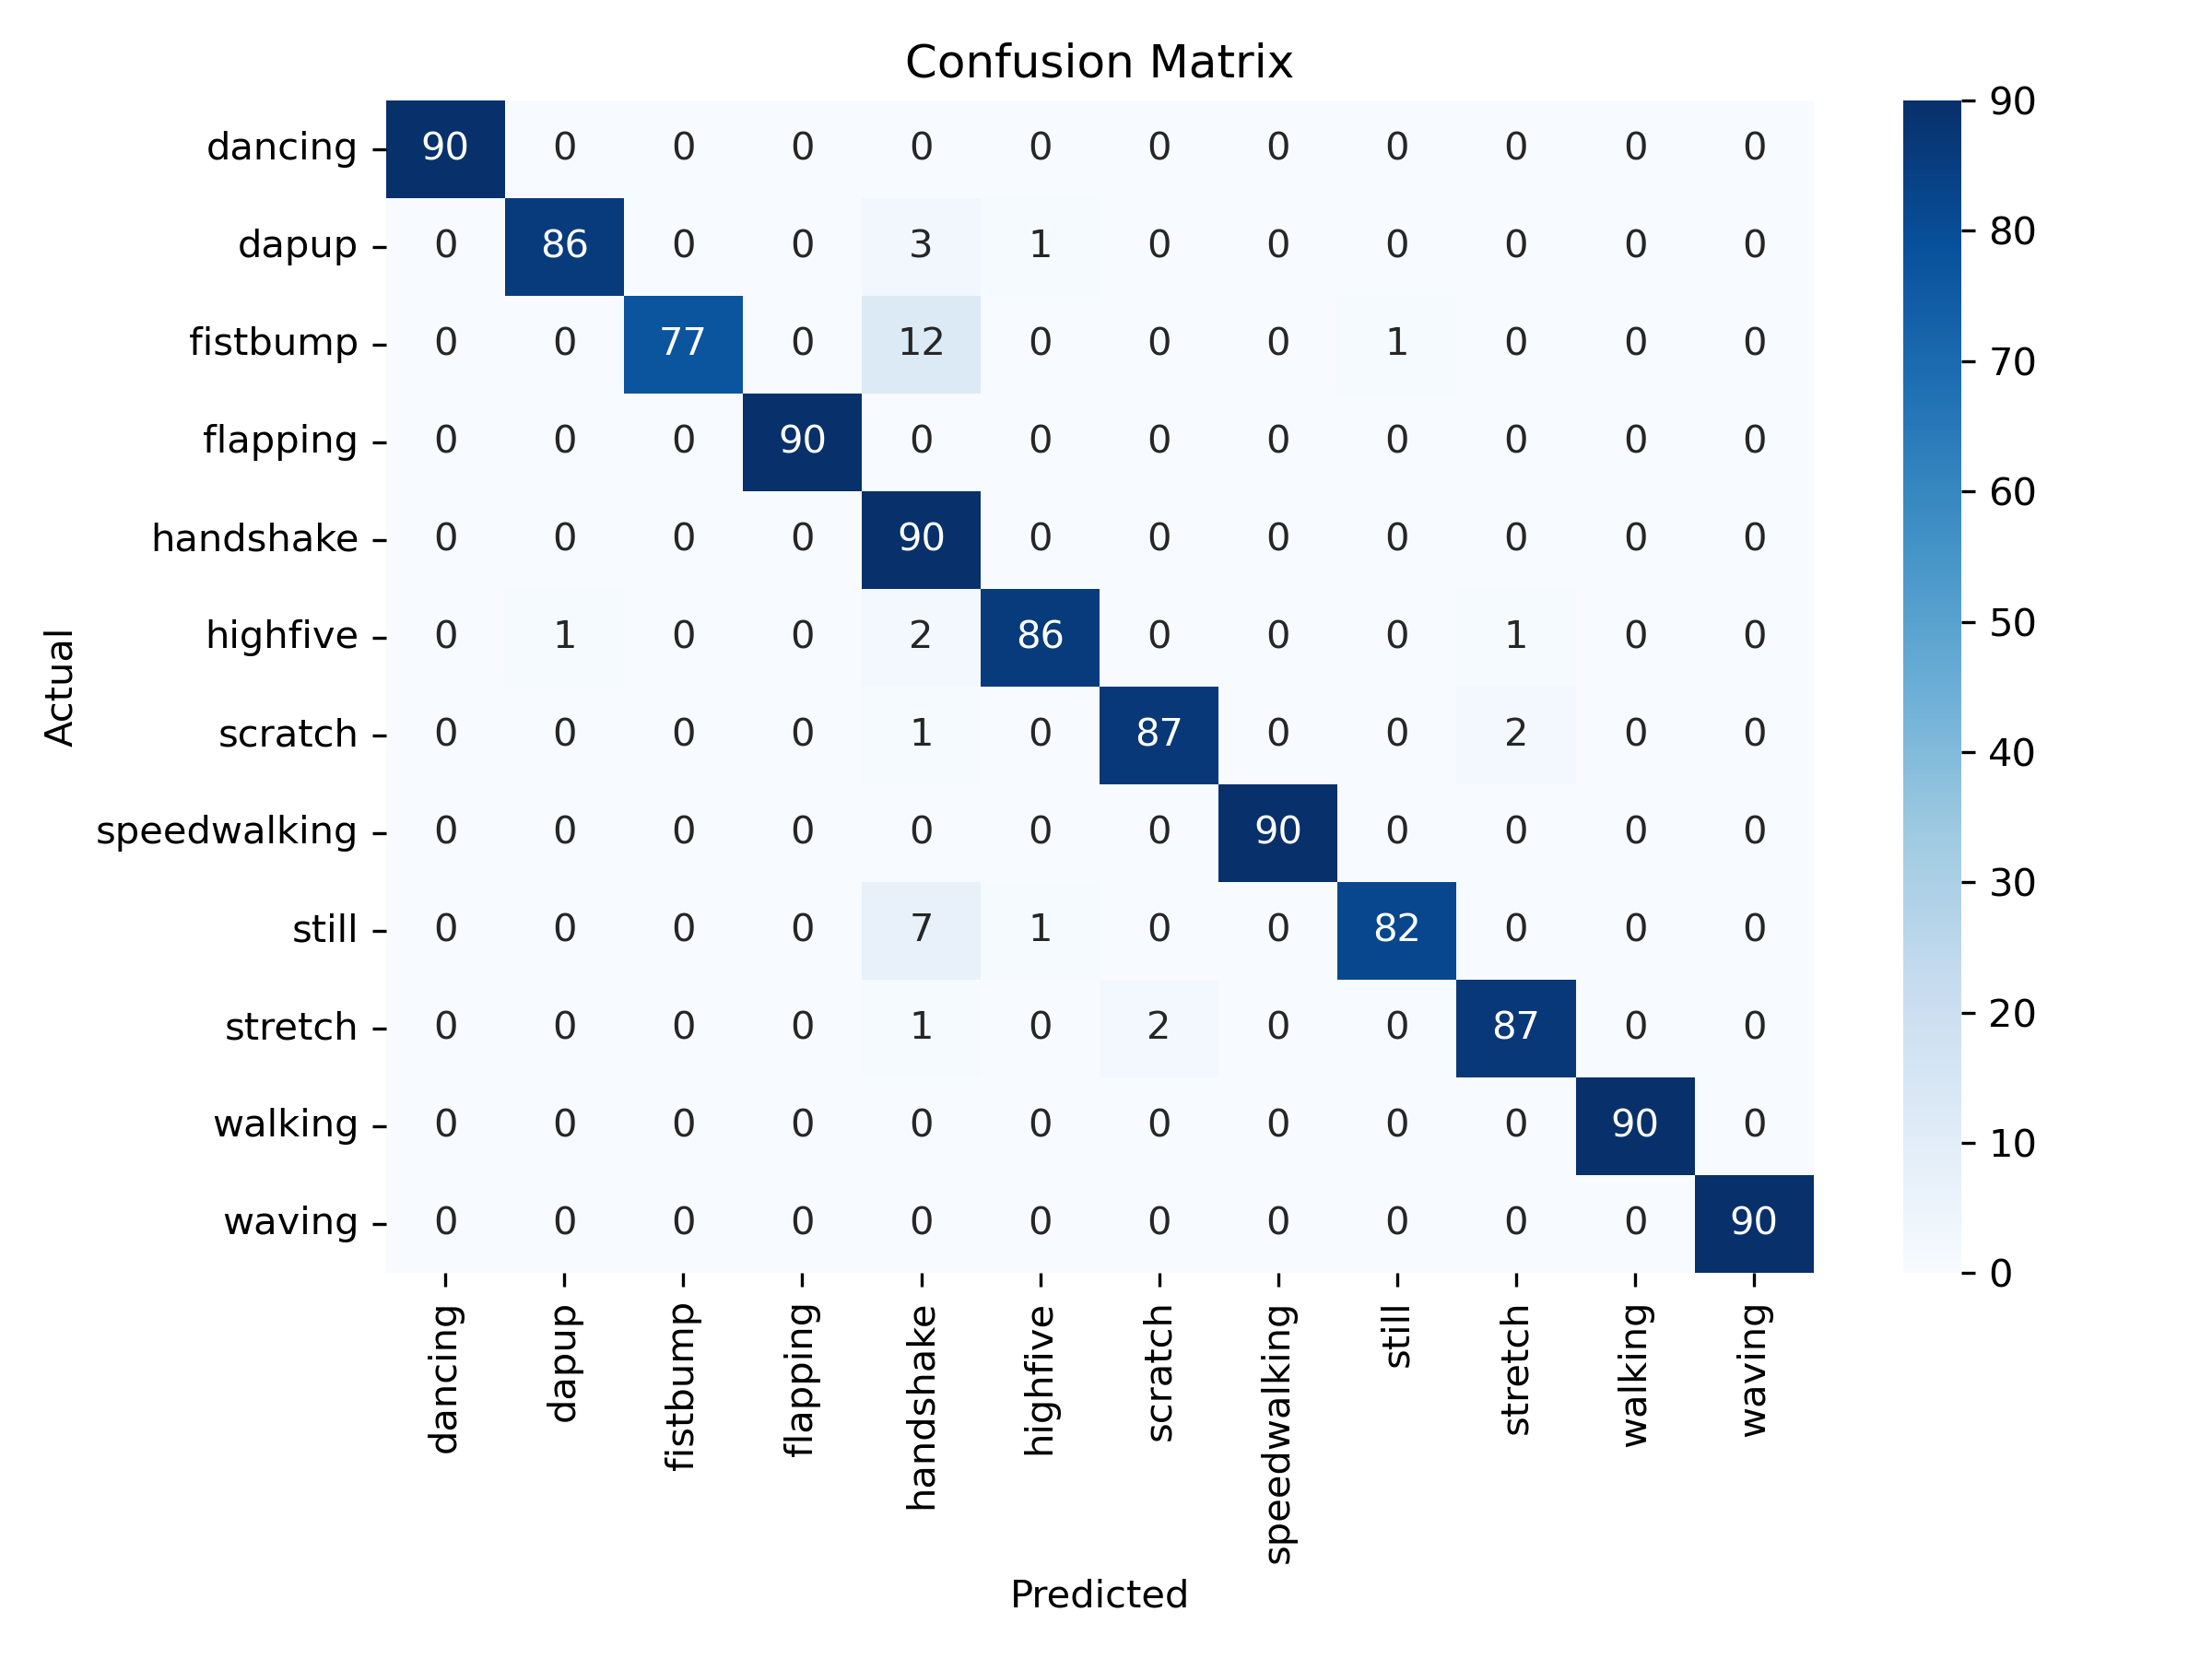 Confusion Matrix
dancing 90 0 0 0 0 0 0 0 0 0 0 0
dapup 0 86 0 0 3 1 0 0 0 0 0 0
fistbump 0 0 77 0 12 0 0 0 1 0 0 0
flapping 0 0 0 90 0 0 0 0 0 0 0 0
handshake 0 0 0 0 90 0 0 0 0 0 0 0
highfive 0 1 0 0 2 86 0 0 0 1 0 0
scratch 0 0 0 0 1 0 87 0 0 2 0 0
speedwalking 0 0 0 0 0 0 0 90 0 0 0 0
still 0 0 0 0 7 1 0 0 82 0 0 0
stretch 0 0 0 0 1 0 2 0 0 87 0 0
walking 0 0 0 0 0 0 0 0 0 0 90 0
waving 0 0 0 0 0 0 0 0 0 0 0 90
Actual
dancing dapup fistbump flapping handshake highfive scratch speedwalking still stretch walking waving
Predicted
90
80
70
60
50
40
30
20
10
0